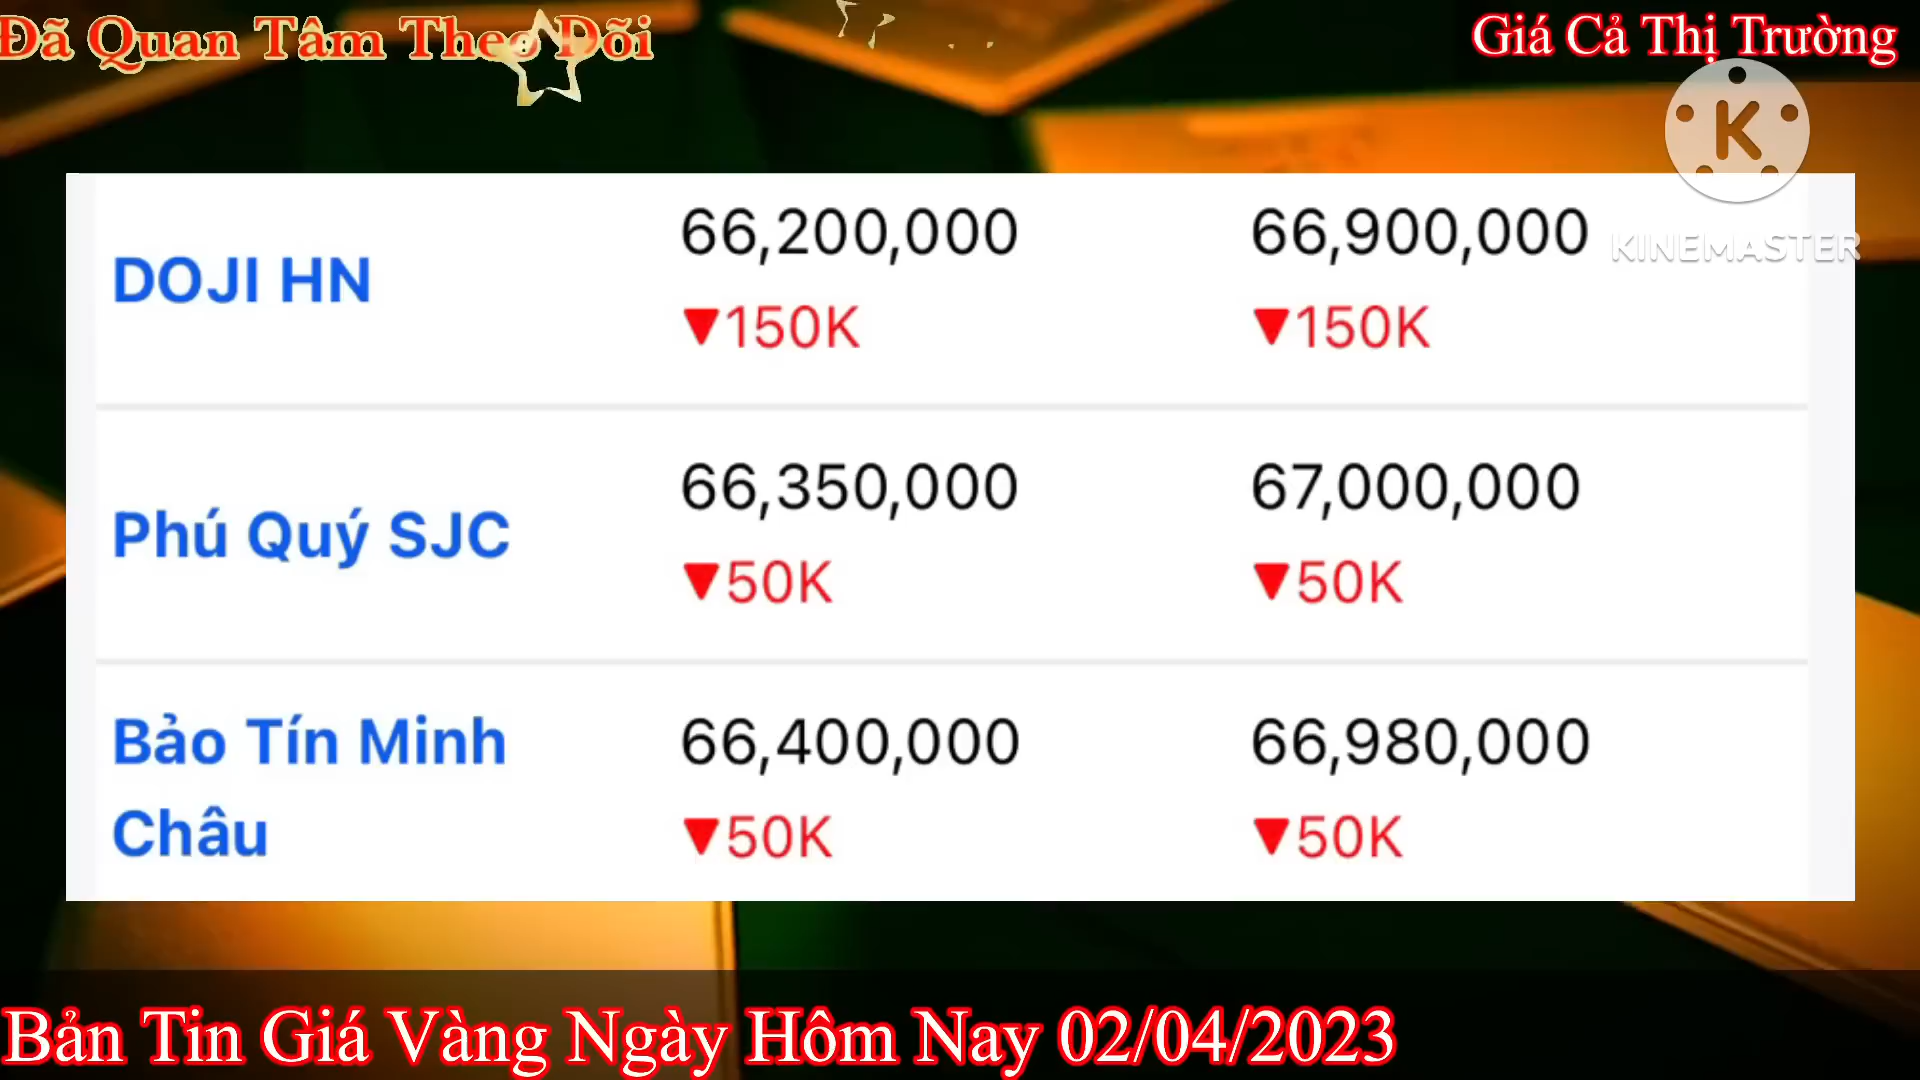 Đã Quan Tâm Theo Dõi
Giá Cả Thị Trường
K
KINEMASTER
DOJI HN
66,200,000
66,900,000
▼150K
▼150K
Phú Quý SJC
66,350,000
67,000,000
▼50K
▼50K
Bảo Tín Minh
Châu
66,400,000
66,980,000
▼50K
▼50K
Bản Tin Giá Vàng Ngày Hôm Nay 02/04/2023